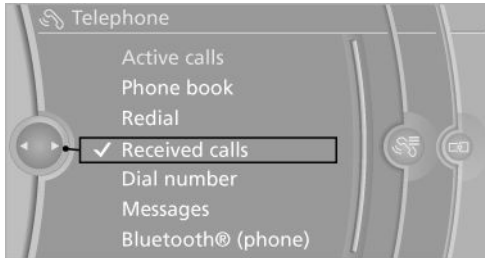 Telephone
Active calls
Phone book
Redial
Received calls
Dial number
Messages
Bluetooth® (phone)